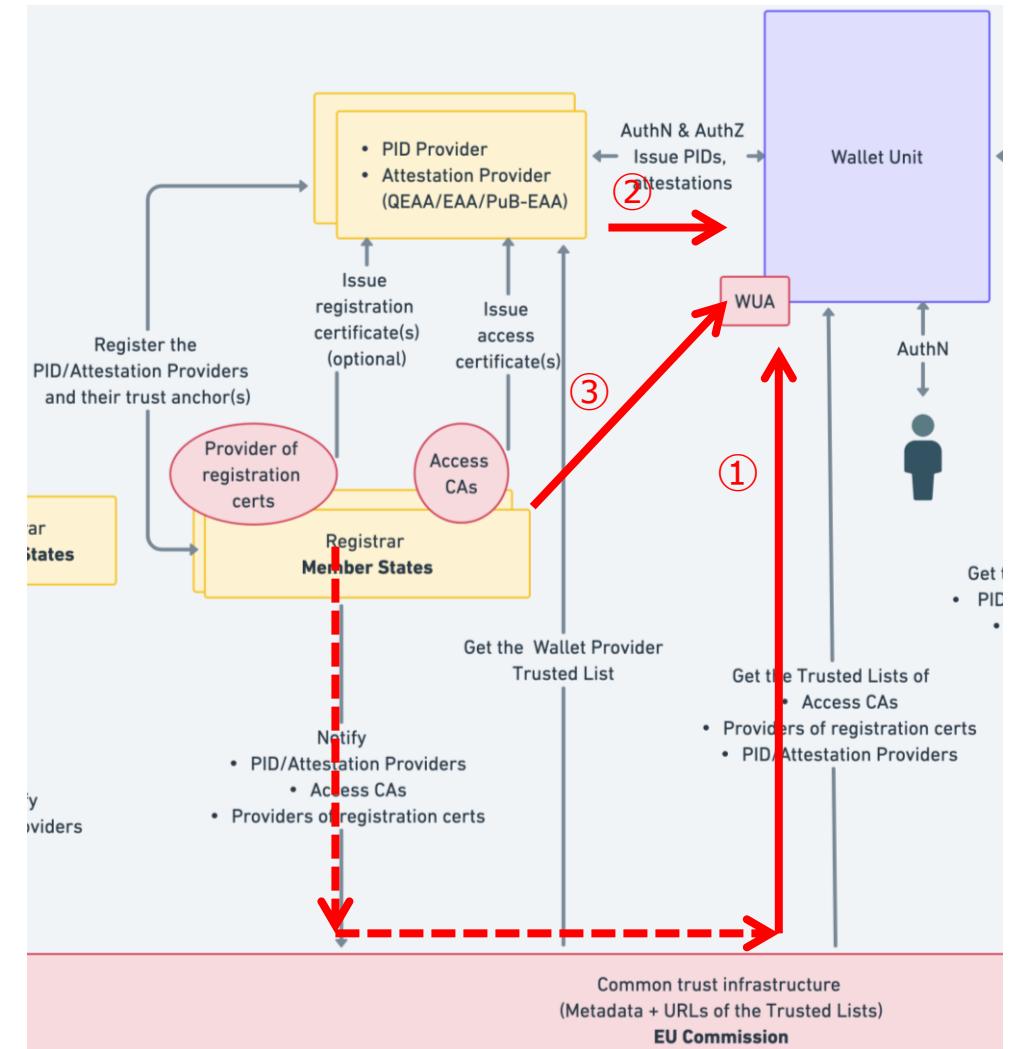 • PID Provider
• Attestation Provider
(QEAA/EAA/PuB-EAA)
AuthN & AuthZ
Issue PIDs,
attestations
②
Wallet Unit
WUA
Issue
registration
certificate(s)
(optional)
Issue
access
certificate(s)
Register the
PID/Attestation Providers
and their trust anchor(s)
AuthN
③
①
Provider of
registration
certs
Access
CAs
Registrar
Member States
ar
States
Get the Wallet Provider
Trusted List
Get the Trusted Lists of
• Access CAs
• Providers of registration certs
• PID/Attestation Providers
Get
• PID
•
Notify
• PID/Attestation Providers
• Access CAs
• Providers of registration certs
fy
oviders
Common trust infrastructure
(Metadata + URLs of the Trusted Lists)
EU Commission